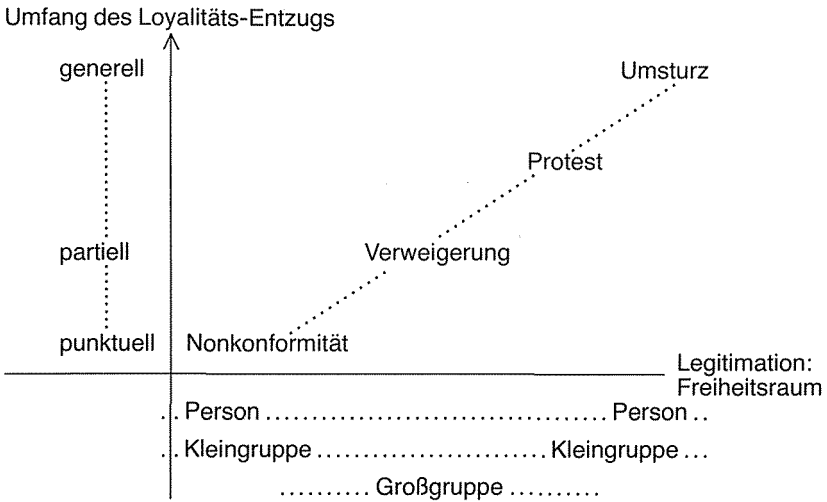 Umfang des Loyalitäts-Entzugs
generell
Umsturz
Protest
partiell
Verweigerung
punktuell
Nonkonformität
Legitimation:
Freiheitsraum
Person
Person
Kleingruppe
Kleingruppe
Großgruppe